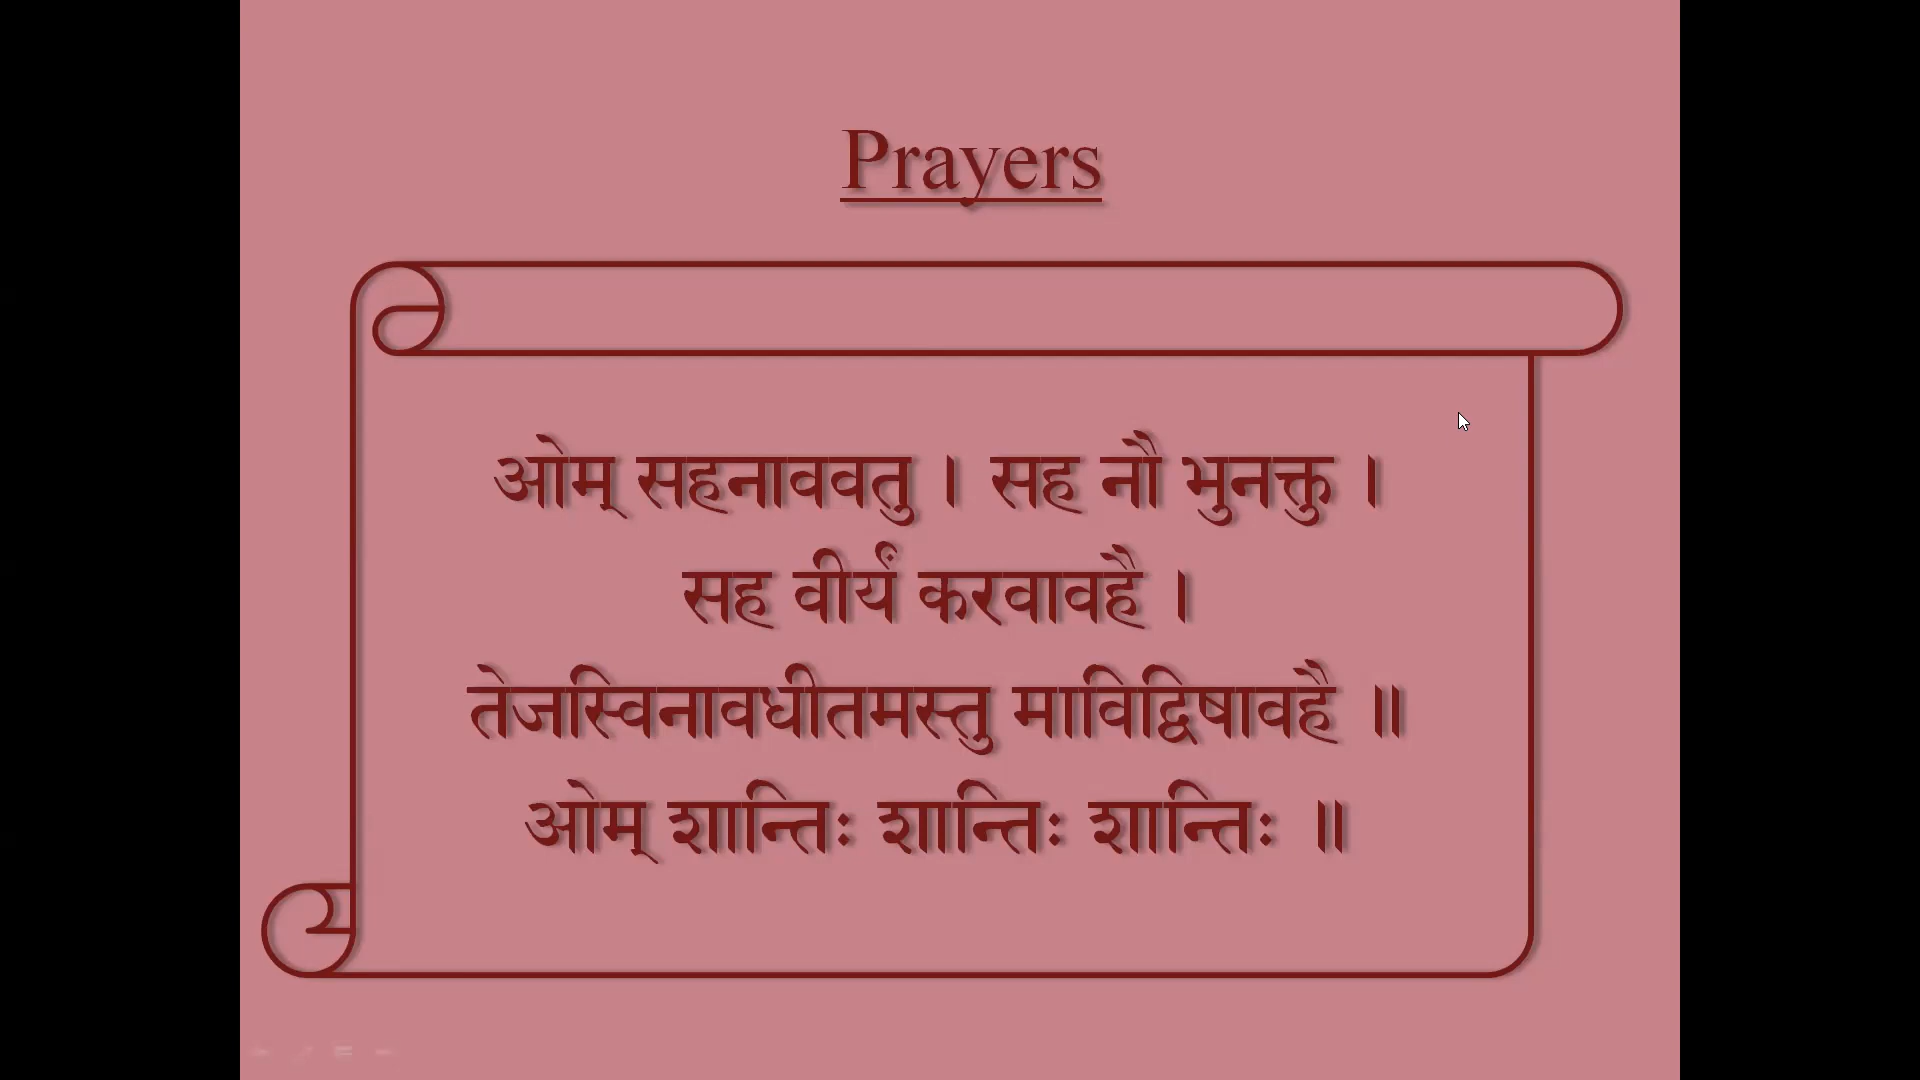 Prayers
ओम् सहनाववतु । सह नौ भुनक्तु ।
सह वीर्यं करवावहै ।
तेजस्विनावधीतमस्तु माविद्विषावहै ॥
ओम् शान्तिः शान्तिः शान्तिः ॥